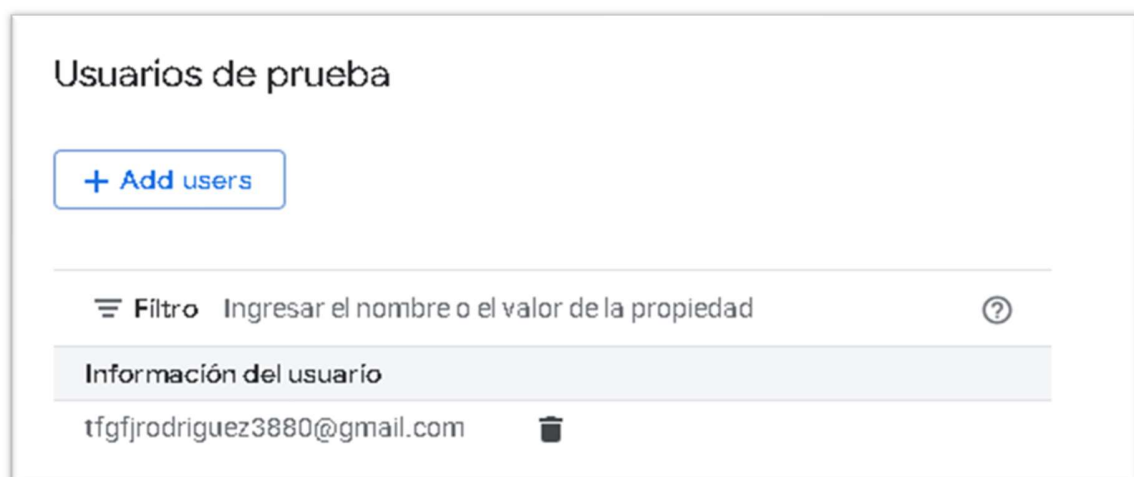 Usuarios de prueba
+ Add users
Filtro Ingresar el nombre o el valor de la propiedad
Información del usuario
tfgfjrodriguez3880@gmail.com